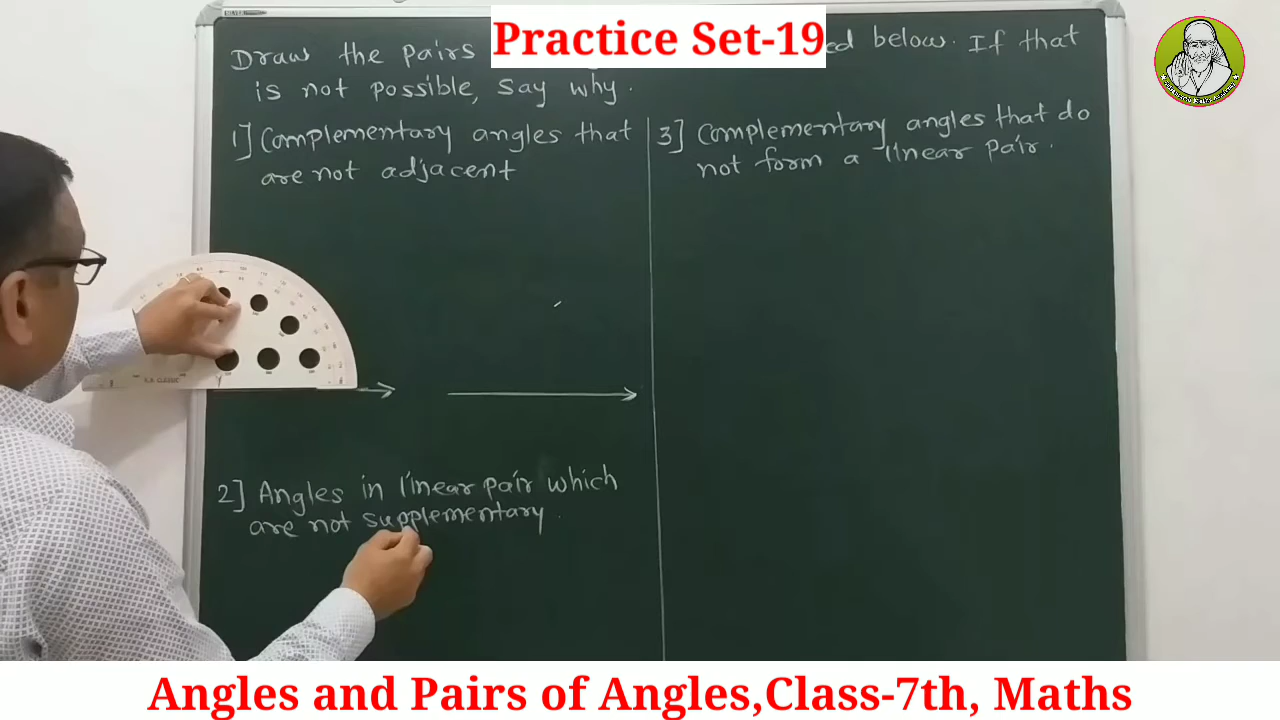 Practice Set-19
Draw the pairs ed below. If that
is not possible, say why.
1] Complementary angles that
are not adjacent
3] Complementary angles that do
not form a linear pair.
2] Angles in linear pair which
are not supplementary.
Angles and Pairs of Angles,Class-7th, Maths